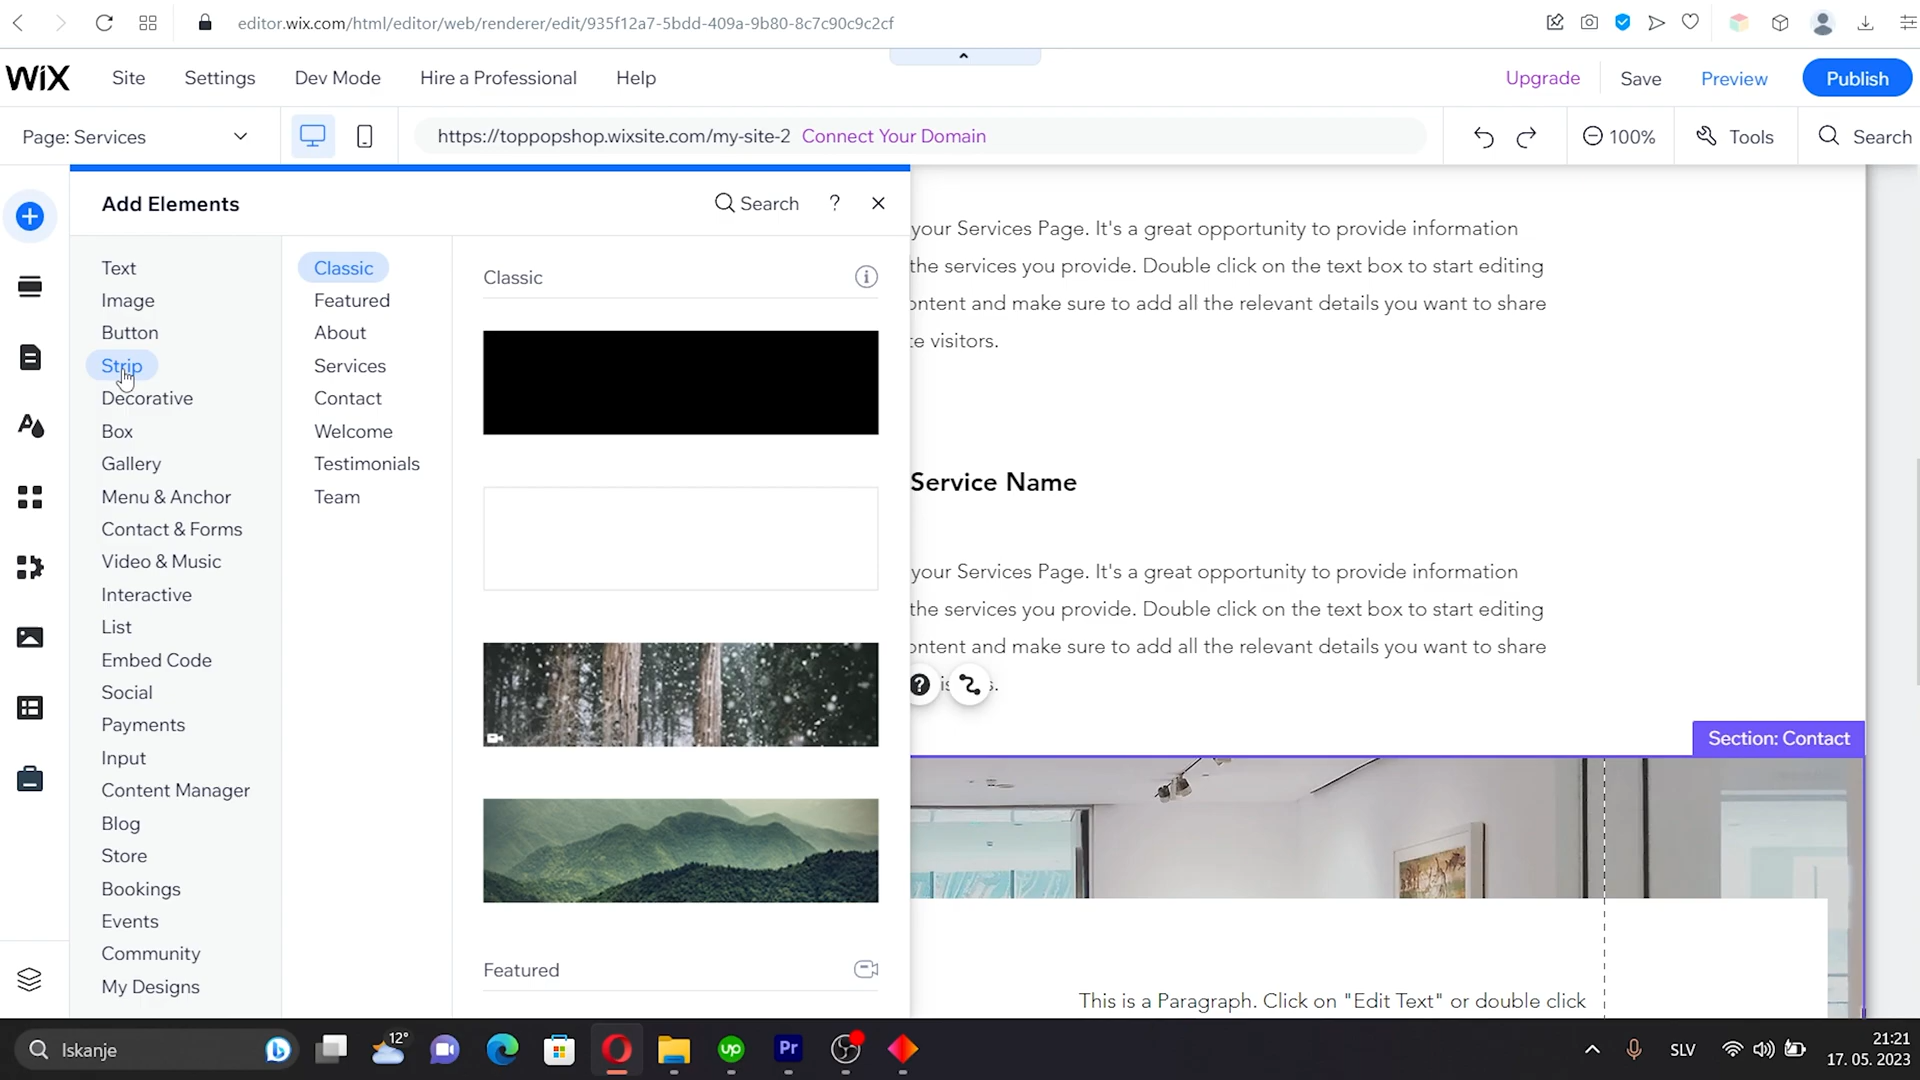 editor.wix.com/html/editor/web/renderer/edit/935f12a7-5bdd-409a-9b80-8c7c90c9c2cf
WiX Site Settings Dev Mode Hire a Professional Help Upgrade Save Preview Publish
Page: Services https://toppopshop.wixsite.com/my-site-2 Connect Your Domain 100% Tools Search
Add Elements Search ?
Text
Image
Button
Strip
Decorative
Box
Gallery
Menu & Anchor
Contact & Forms
Video & Music
Interactive
List
Embed Code
Social
Payments
Input
Content Manager
Blog
Store
Bookings
Events
Community
My Designs
Classic
Featured
About
Services
Contact
Welcome
Testimonials
Team
Classic
Featured
your Services Page. It's a great opportunity to provide information
the services you provide. Double click on the text box to start editing
ontent and make sure to add all the relevant details you want to share
te visitors.
Service Name
your Services Page. It's a great opportunity to provide information
the services you provide. Double click on the text box to start editing
ontent and make sure to add all the relevant details you want to share
s.
Section: Contact
This is a Paragraph. Click on "Edit Text" or double click
Iskanje 12° up Pr SLV 21:21
17. 05. 2023